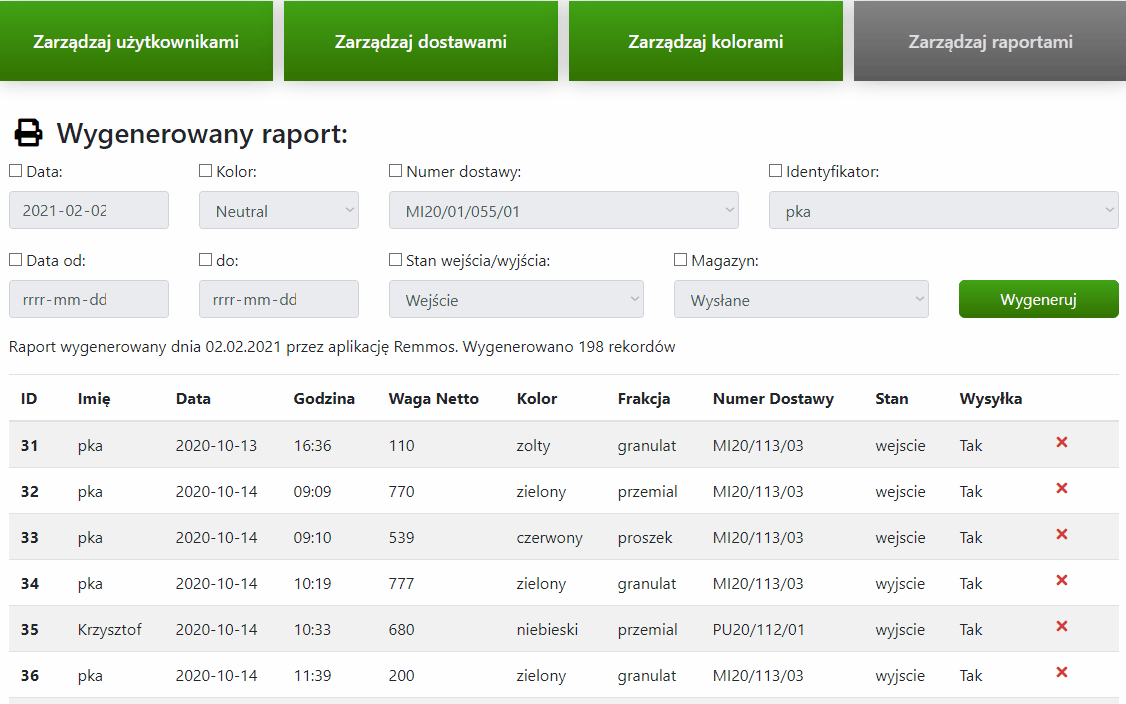 Zarządzaj użytkownikami Zarządzaj dostawami Zarządzaj kolorami Zarządzaj raportami
Wygenerowany raport:
Data: Kolor: Numer dostawy: Identyfikator:
2021-02-02 Neutral MI20/01/055/01 pka
Data od: do: Stan wejścia/wyjścia: Magazyn:
rrrr-mm-dd rrrr-mm-dd Wejście Wysłane Wygeneruj
Raport wygenerowany dnia 02.02.2021 przez aplikację Remmos. Wygenerowano 198 rekordów
ID Imię Data Godzina Waga Netto Kolor Frakcja Numer Dostawy Stan Wysyłka
31 pka 2020-10-13 16:36 110 zolty granulat MI20/113/03 wejscie Tak
32 pka 2020-10-14 09:09 770 zielony przemial MI20/113/03 wejscie Tak
33 pka 2020-10-14 09:10 539 czerwony proszek MI20/113/03 wejscie Tak
34 pka 2020-10-14 10:19 777 zielony granulat MI20/113/03 wyjscie Tak
35 Krzysztof 2020-10-14 10:33 680 niebieski przemial PU20/112/01 wyjscie Tak
36 pka 2020-10-14 11:39 200 zielony granulat MI20/113/03 wyjscie Tak